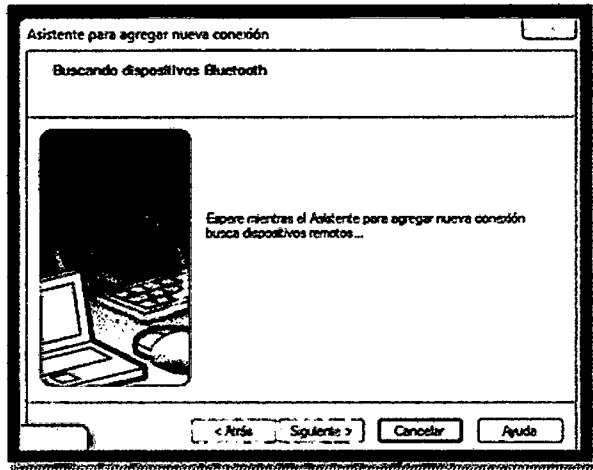 Asistente para agregar nueva conexión
Buscando dispositivos Bluetooth
Espere mientras el Asistente para agregar nueva conexión
busca dispositivos remotos...
< Atrás Siguiente > Cancelar Ayuda